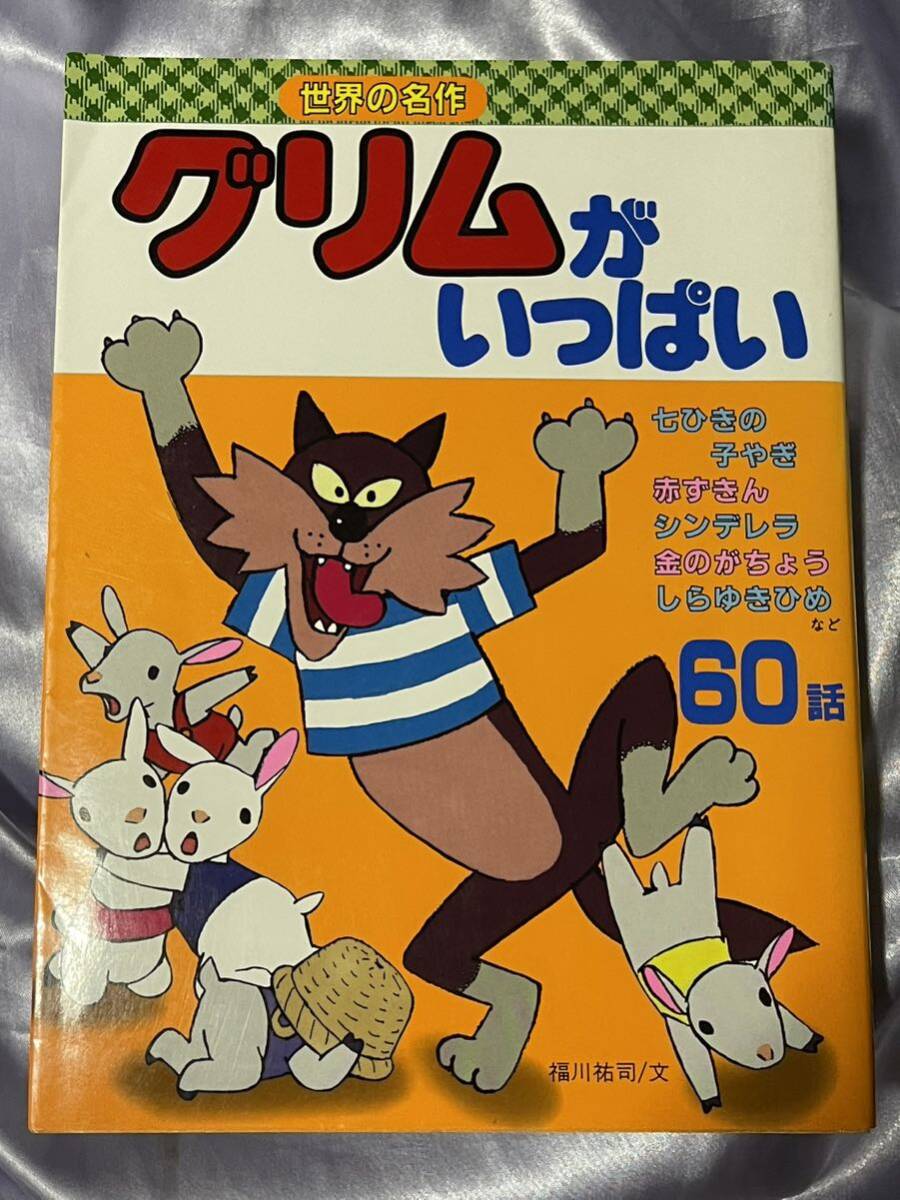 世界の名作
グリムが
いっぱい
七ひきの
子やぎ
赤ずきん
シンデレラ
金のがちょう
しらゆきひめ
など
60話
福川祐司/文